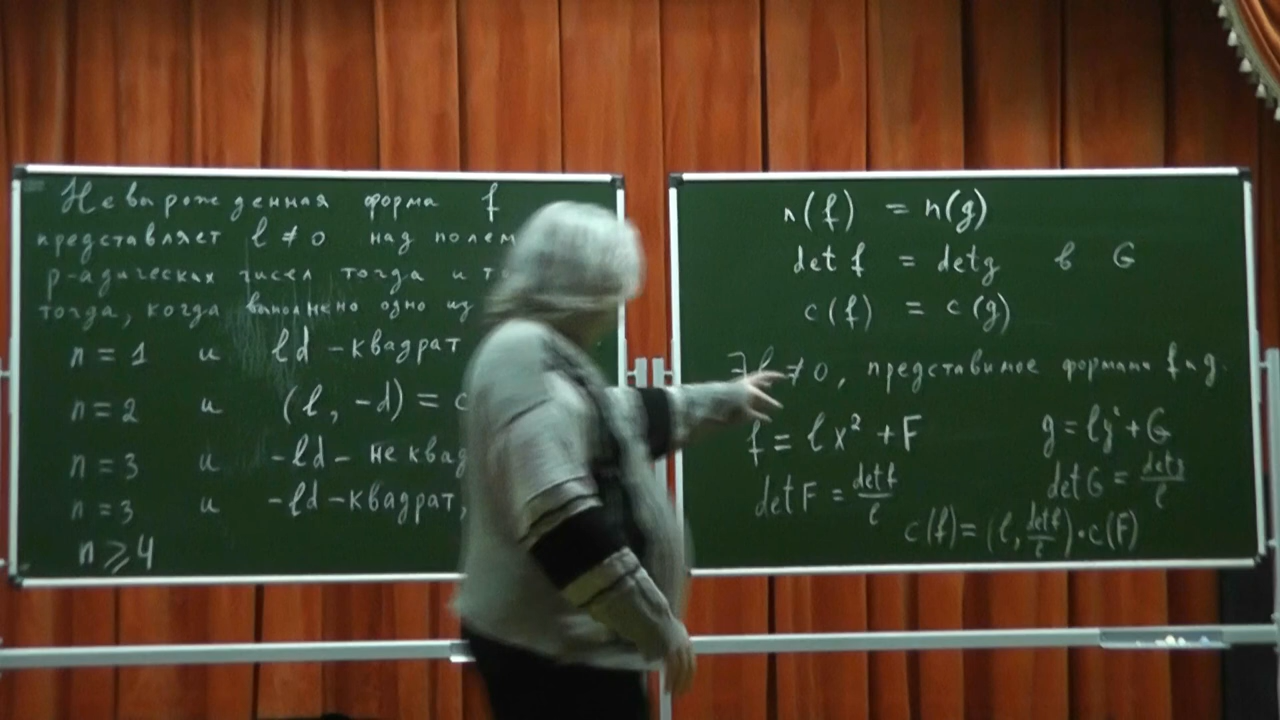 Невырожденная форма f
представляет l ≠ 0 над полем
p-адических чисел тогда и
тогда, когда выполнено одно из
n = 1 и ld – квадрат
n = 2 и (l, -d) = c
n = 3 и -ld – не
n = 3 и -ld – квадрат,
n ⩾ 4
n(f) = n(g)
det f = det g в G
c(f) = c(g)
≠ 0, представимое формами f и g.
f = lx² + F g = ly² + G
det F = det f / l det G = det g / l
c(f) = (l, det f / l) · c(F)